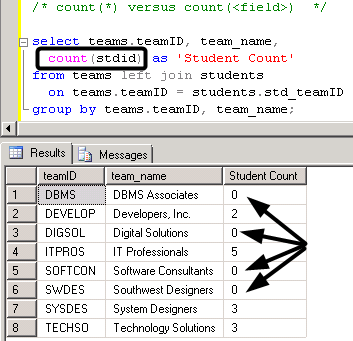 /* count(*) versus count(<field>) */
select teams.teamID, team_name,
count(stdid) as 'Student Count'
from teams left join students
on teams.teamID = students.std_teamID
group by teams.teamID, team_name;
Results Messages
teamID team_name Student Count
1 DBMS DBMS Associates 0
2 DEVELOP Developers, Inc. 2
3 DIGSOL Digital Solutions 0
4 ITPROS IT Professionals 5
5 SOFTCON Software Consultants 0
6 SWDES Southwest Designers 0
7 SYSDES System Designers 3
8 TECHSO Technology Solutions 3